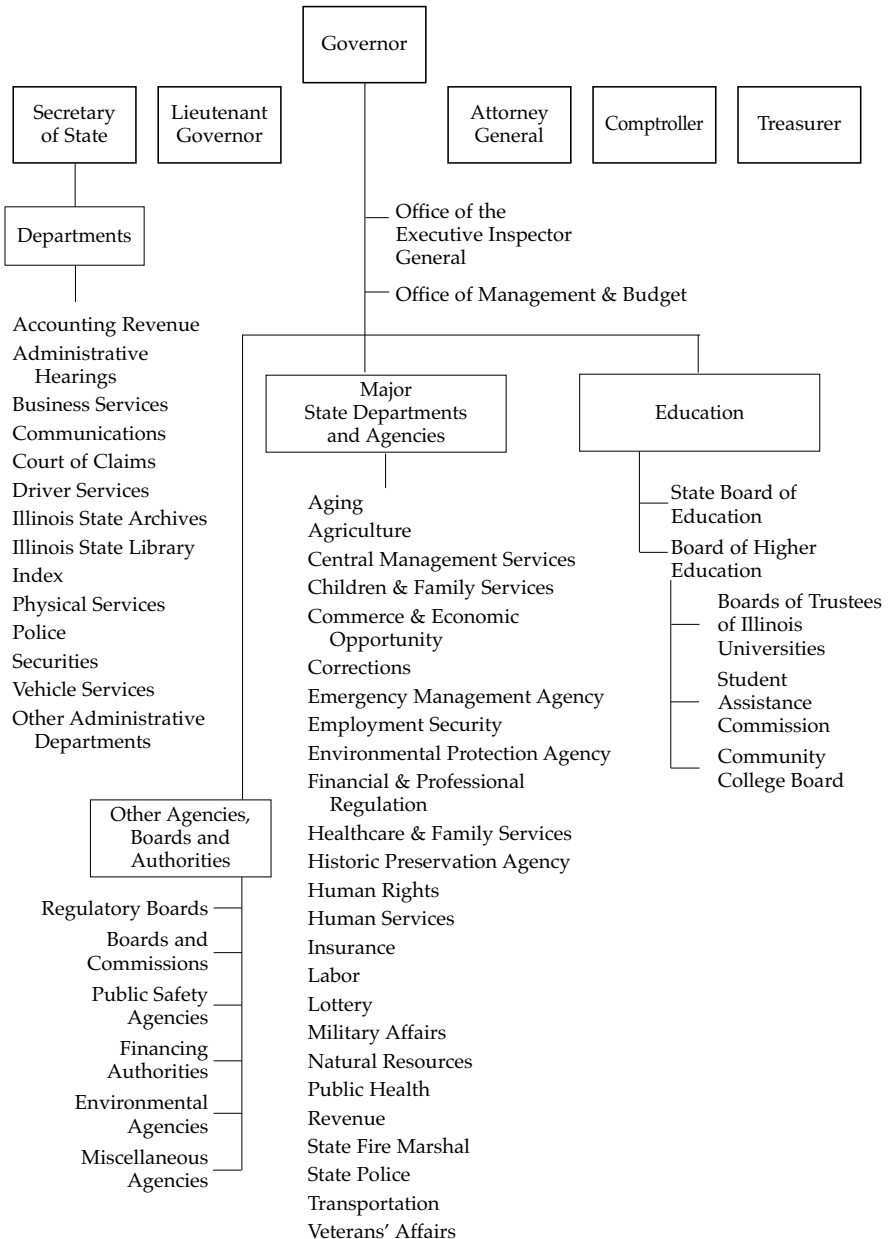 Governor
Secretary
of State
Lieutenant
Governor
Attorney
General
Comptroller
Treasurer
Departments
Accounting Revenue
Administrative
Hearings
Business Services
Communications
Court of Claims
Driver Services
Illinois State Archives
Illinois State Library
Index
Physical Services
Police
Securities
Vehicle Services
Other Administrative
Departments
Office of the
Executive Inspector
General
Office of Management & Budget
Other Agencies,
Boards and
Authorities
Regulatory Boards
Boards and
Commissions
Public Safety
Agencies
Financing
Authorities
Environmental
Agencies
Miscellaneous
Agencies
Major
State Departments
and Agencies
Aging
Agriculture
Central Management Services
Children & Family Services
Commerce & Economic
Opportunity
Corrections
Emergency Management Agency
Employment Security
Environmental Protection Agency
Financial & Professional
Regulation
Healthcare & Family Services
Historic Preservation Agency
Human Rights
Human Services
Insurance
Labor
Lottery
Military Affairs
Natural Resources
Public Health
Revenue
State Fire Marshal
State Police
Transportation
Veterans’ Affairs
Education
State Board of
Education
Board of Higher
Education
Boards of Trustees
of Illinois
Universities
Student
Assistance
Commission
Community
College Board